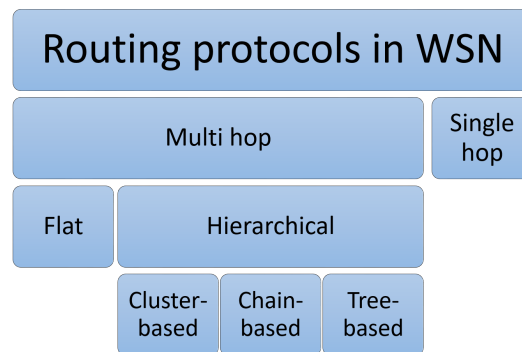 Routing protocols in WSN
Multi hop
Single
hop
Flat
Hierarchical
Cluster-
based
Chain-
based
Tree-
based